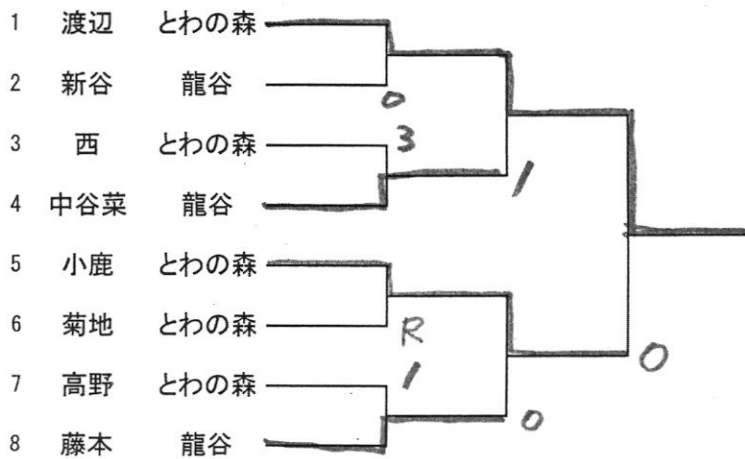 1 渡辺 とわの森
2 新谷 龍谷
0
3 西 とわの森 3
1
4 中谷菜 龍谷
5 小鹿 とわの森
6 菊地 とわの森 R
0
7 高野 とわの森 1
0
8 藤本 龍谷